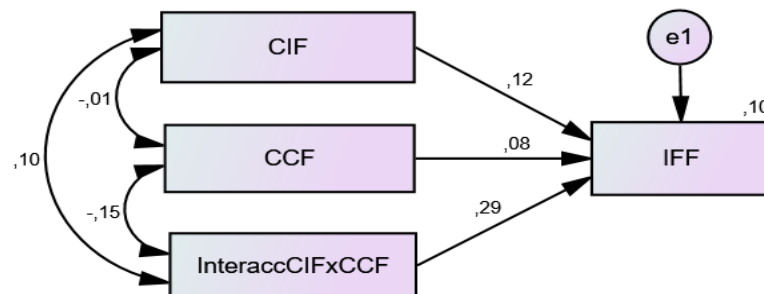 CIF
e1
-,01
,12
,10
,10
CCF
,08
IFF
-,15
,29
InteraccCIFxCCF